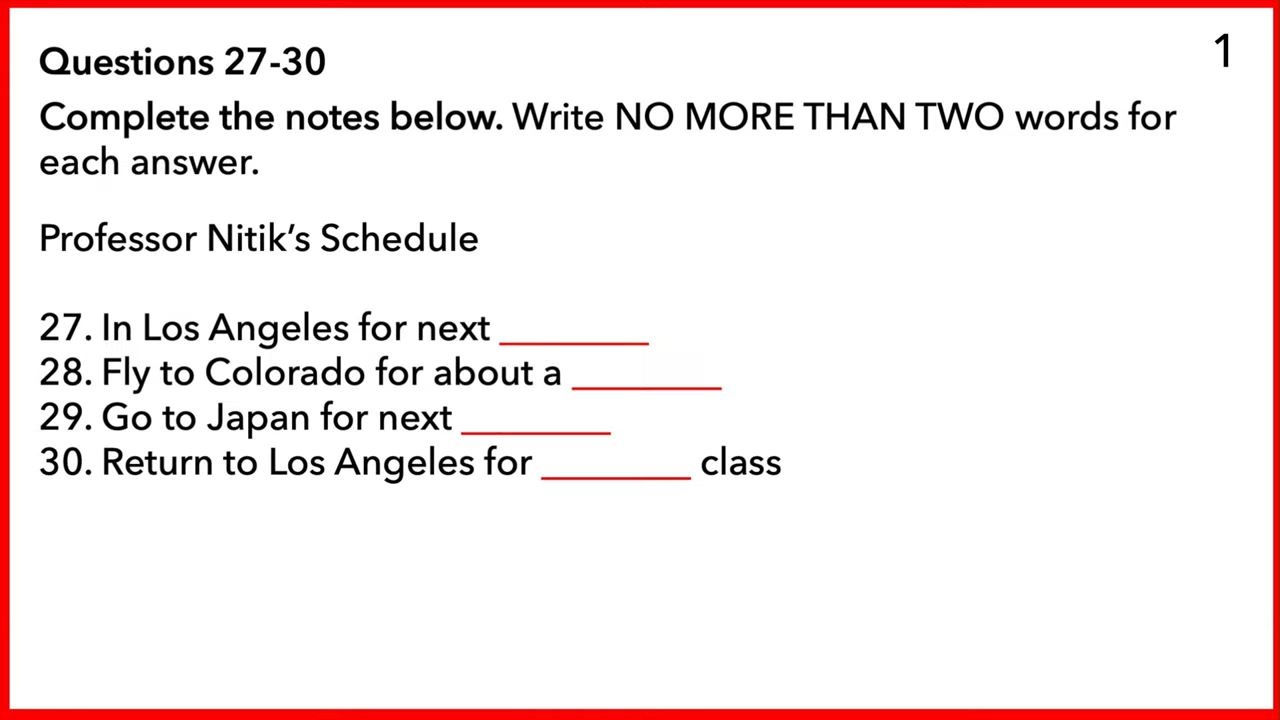 Questions 27-30
1
Complete the notes below. Write NO MORE THAN TWO words for
each answer.
Professor Nitik’s Schedule
27. In Los Angeles for next ________
28. Fly to Colorado for about a ________
29. Go to Japan for next ________
30. Return to Los Angeles for ________ class